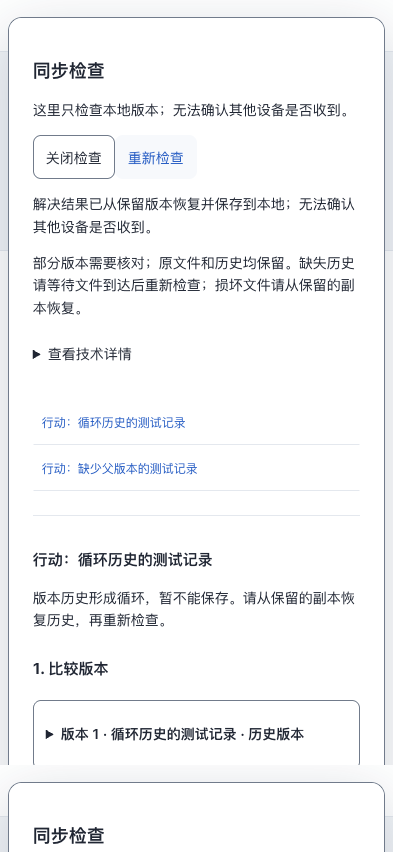 同步检查
这里只检查本地版本；无法确认其他设备是否收到。
关闭检查 重新检查
解决结果已从保留版本恢复并保存到本地；无法确认
其他设备是否收到。
部分版本需要核对；原文件和历史均保留。缺失历史
请等待文件到达后重新检查；损坏文件请从保留的副
本恢复。
▶ 查看技术详情
行动：循环历史的测试记录
行动：缺少父版本的测试记录
行动：循环历史的测试记录
版本历史形成循环，暂不能保存。请从保留的副本恢
复历史，再重新检查。
1. 比较版本
▶ 版本 1 · 循环历史的测试记录 · 历史版本
同步检查